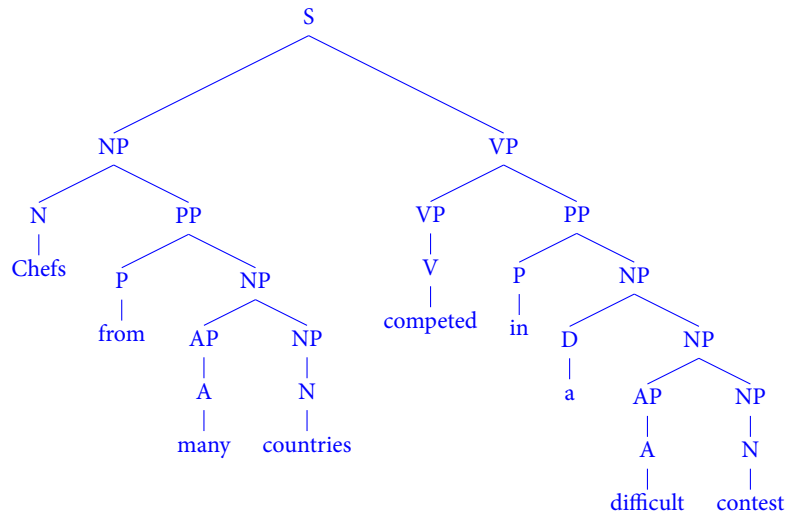 S
NP VP
N PP VP PP
Chefs P NP V P NP
from AP NP competed in D NP
A N a AP NP
many countries A N
difficult contest